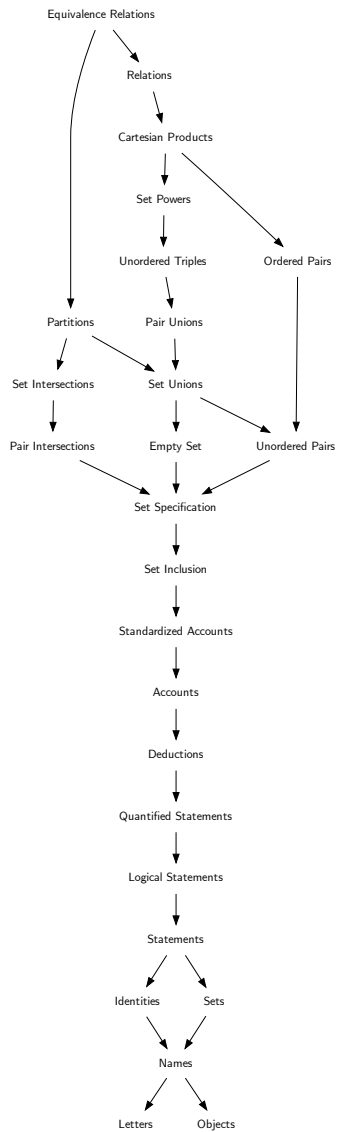 Equivalence Relations
Relations
Cartesian Products
Set Powers
Unordered Triples
Ordered Pairs
Partitions
Pair Unions
Set Intersections
Set Unions
Pair Intersections
Empty Set
Unordered Pairs
Set Specification
Set Inclusion
Standardized Accounts
Accounts
Deductions
Quantified Statements
Logical Statements
Statements
Identities
Sets
Names
Letters
Objects